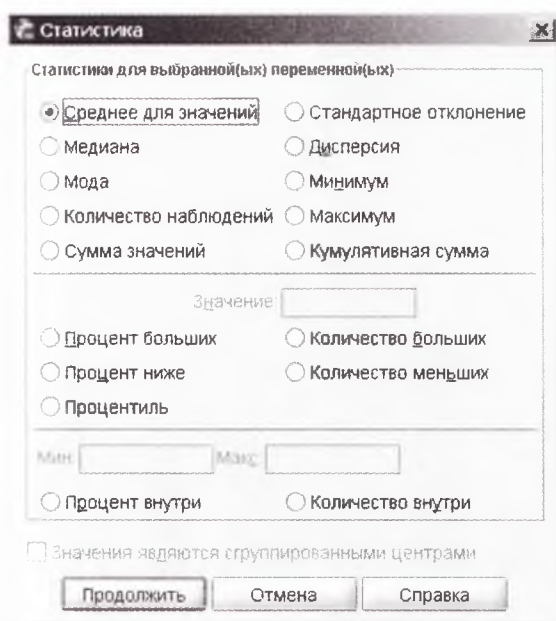 Статистика
Статистики для выбранной(ых) переменной(ых)
Среднее для значений Стандартное отклонение
Медиана Дисперсия
Мода Минимум
Количество наблюдений Максимум
Сумма значений Кумулятивная сумма
Значение:
Процент больших Количество больших
Процент ниже Количество меньших
Процентиль
Мин: Макс:
Процент внутри Количество внутри
Значения являются сгруппированными центрами
Продолжить Отмена Справка